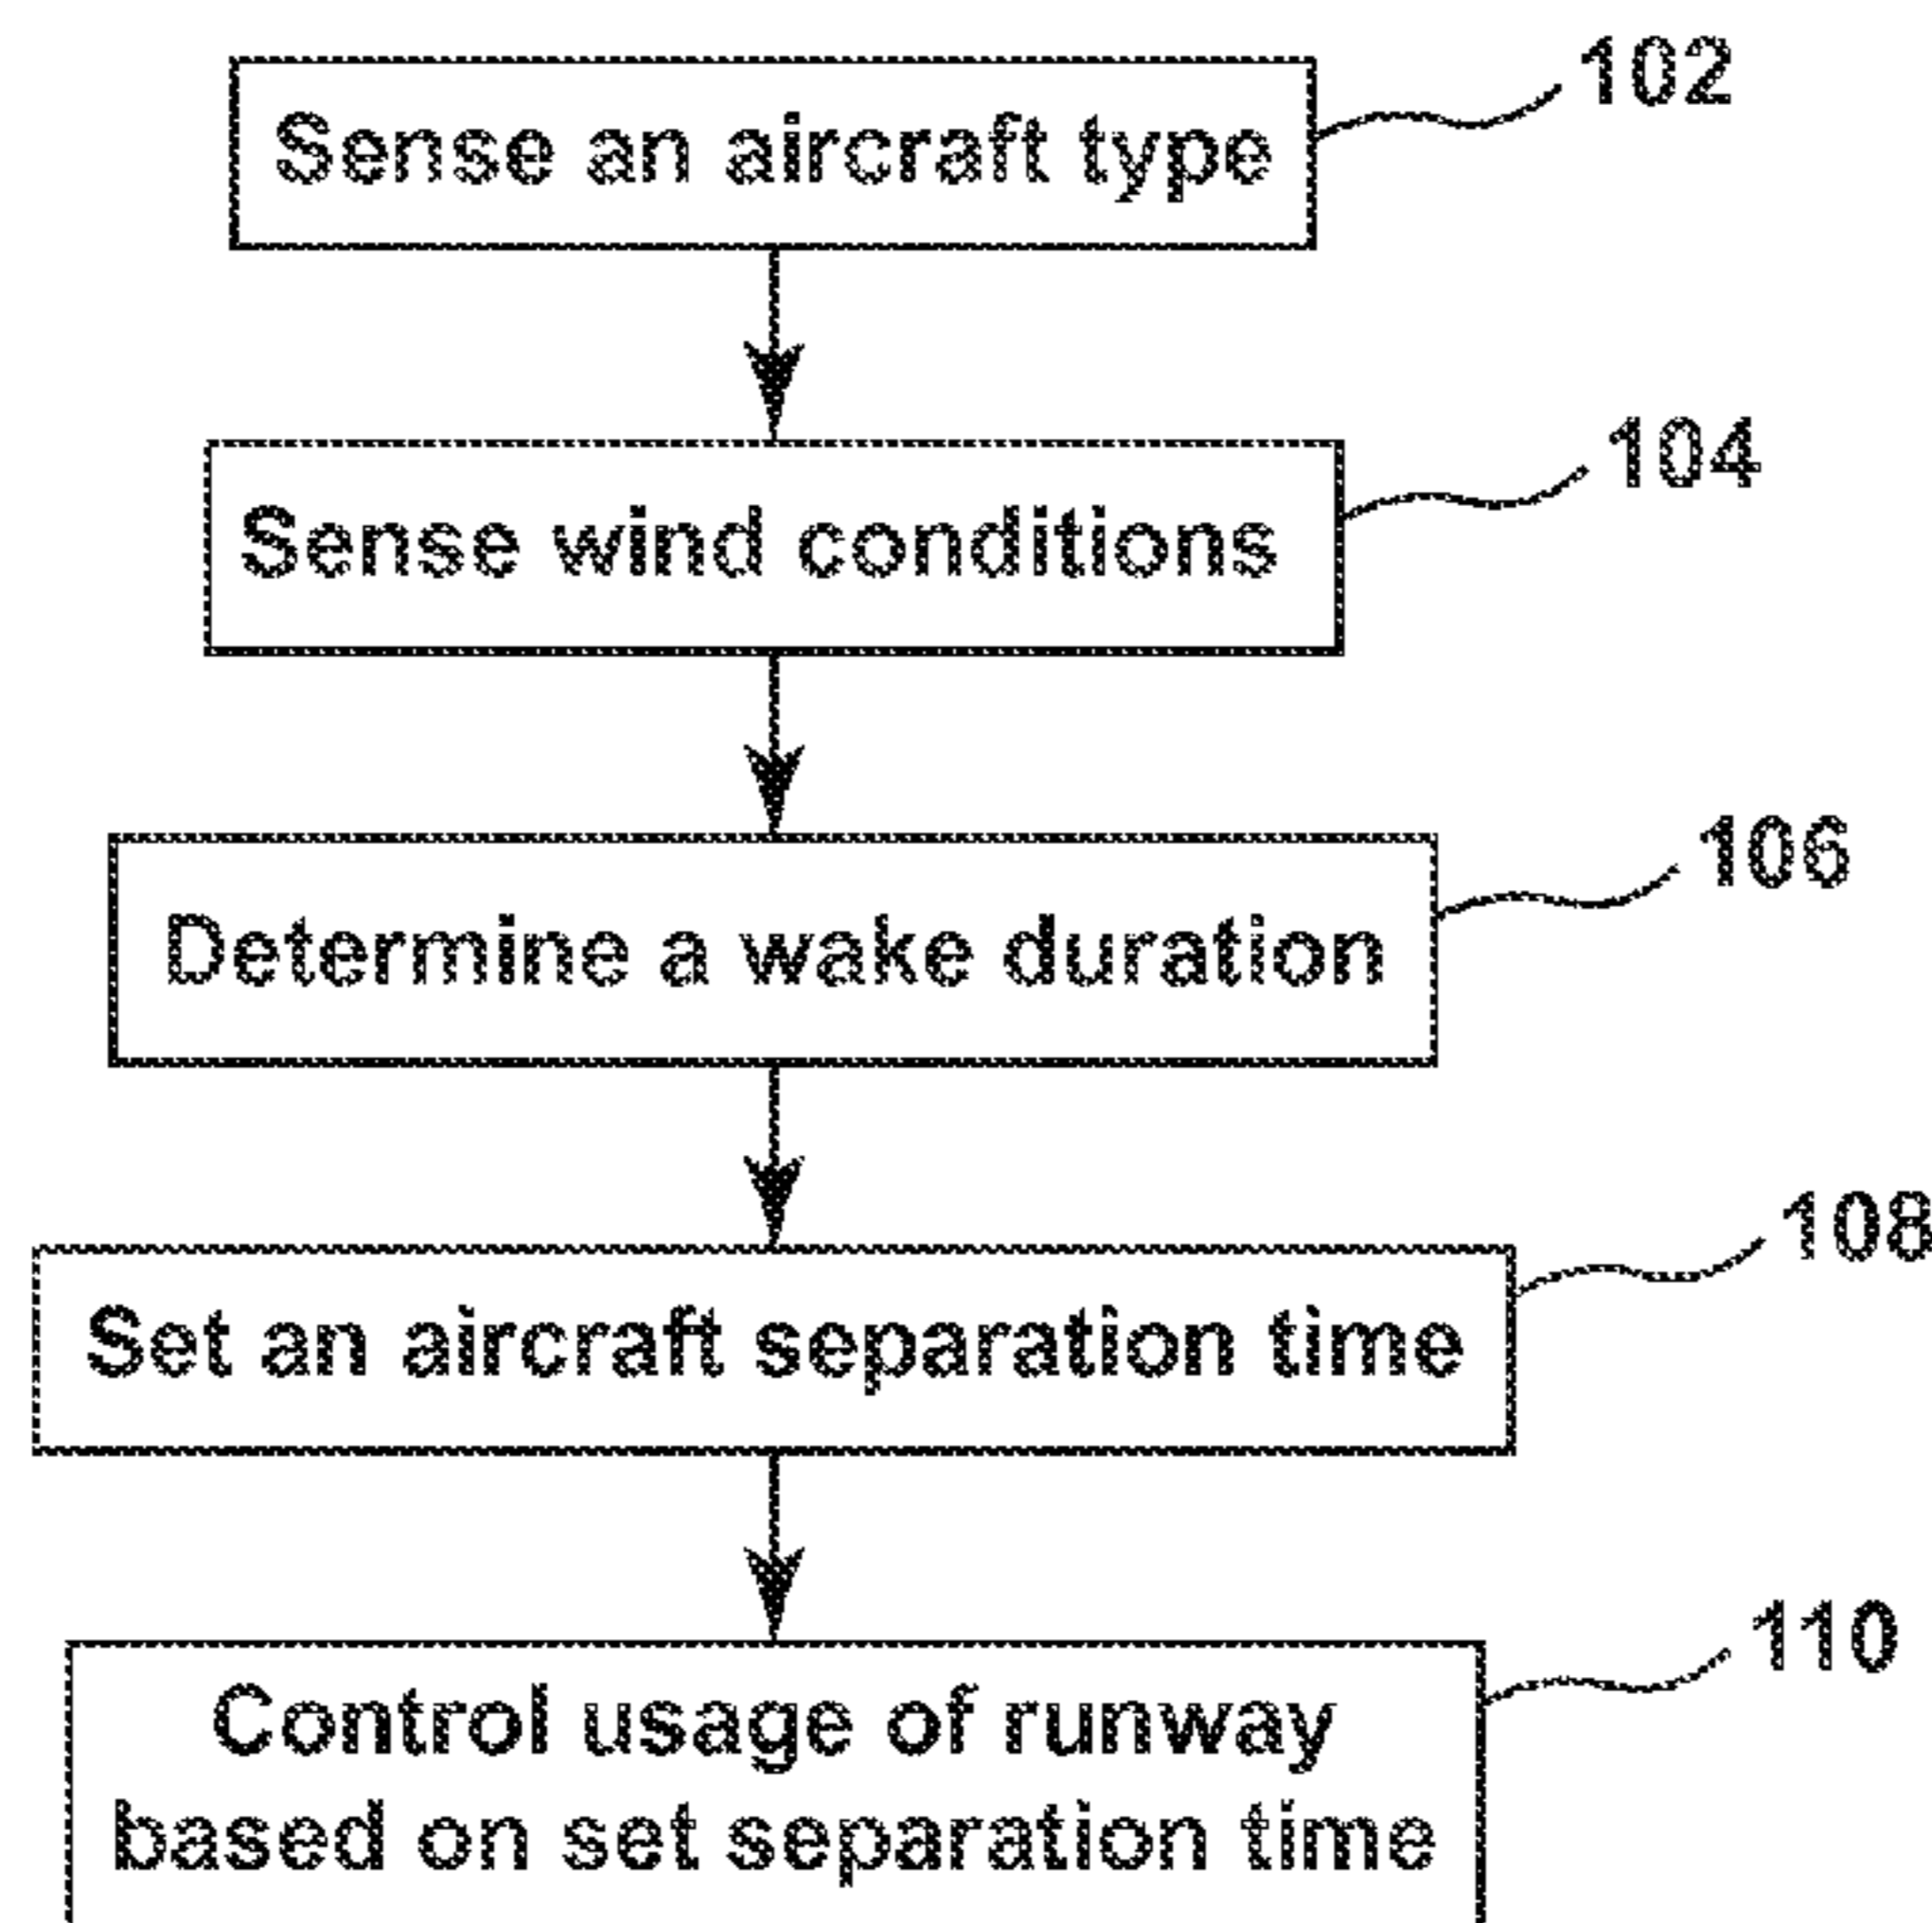 102
Sense an aircraft type
104
Sense wind conditions
106
Determine a wake duration
108
Set an aircraft separation time
110
Control usage of runway
based on set separation time